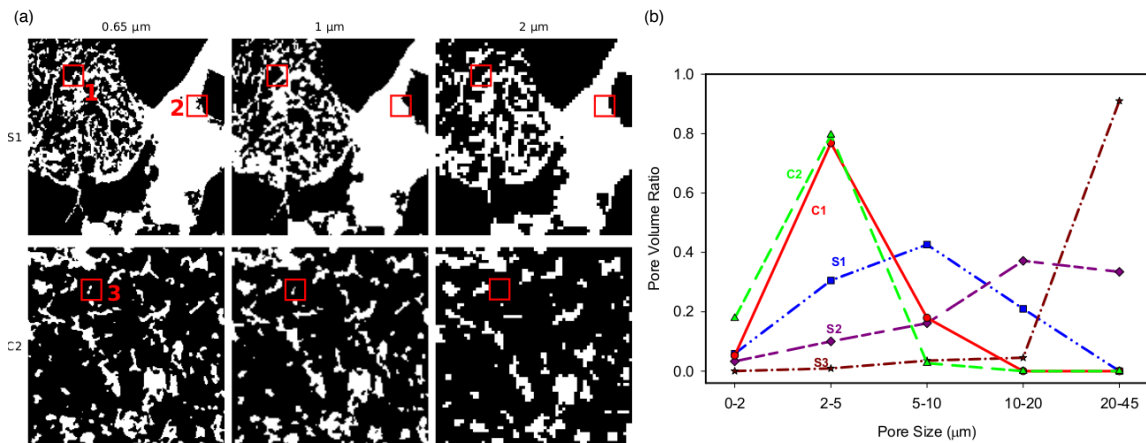 (a)
0.65 μm
1 μm
2 μm
S1
1
2
C2
3
(b)
Pore Volume Ratio
1.0
0.8
0.6
0.4
0.2
0.0
C2
C1
S1
S2
S3
0-2
2-5
5-10
10-20
20-45
Pore Size (μm)